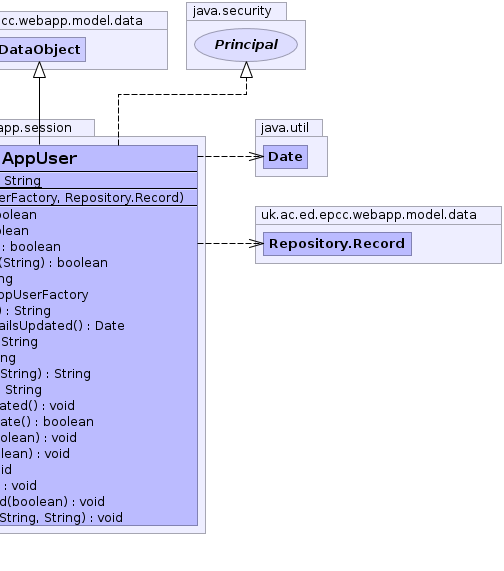 cc.webapp.model.data
java.security
DataObject
Principal
app.session
java.util
AppUser
Date
: String
erFactory, Repository.Record)
oolean
uk.ac.ed.epcc.webapp.model.data
olean
: boolean
Repository.Record
(String) : boolean
ng
ppUserFactory
) : String
ailsUpdated() : Date
: String
ing
(String) : String
: String
ated() : void
ate() : boolean
olean) : void
lean) : void
id
: void
d(boolean) : void
(String, String) : void